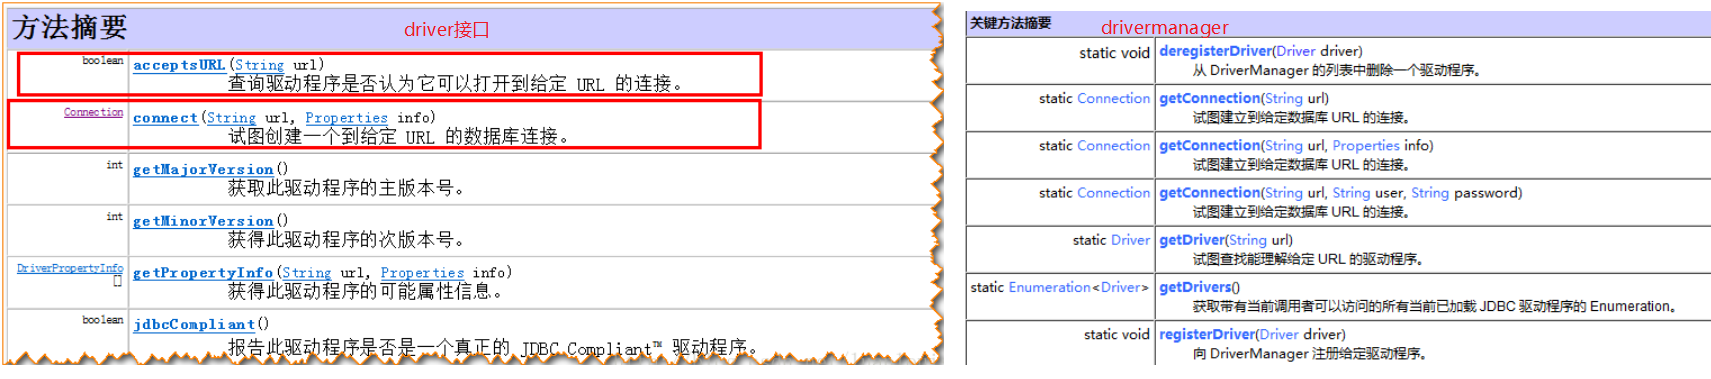 方法摘要
driver接口
boolean
acceptsURL(String url)
查询驱动程序是否认为它可以打开到给定 URL 的连接。
Connection
connect(String url, Properties info)
试图创建一个到给定 URL 的数据库连接。
int
getMajorVersion()
获取此驱动程序的主版本号。
int
getMinorVersion()
获得此驱动程序的次版本号。
DriverPropertyInfo
[]
getPropertyInfo(String url, Properties info)
获得此驱动程序的可能属性信息。
boolean
jdbcCompliant()
报告此驱动程序是否是一个真正的 JDBC Compliant™ 驱动程序。
关键方法摘要
drivermanager
static void
deregisterDriver(Driver driver)
从 DriverManager 的列表中删除一个驱动程序。
static Connection
getConnection(String url)
试图建立到给定数据库 URL 的连接。
static Connection
getConnection(String url, Properties info)
试图建立到给定数据库 URL 的连接。
static Connection
getConnection(String url, String user, String password)
试图建立到给定数据库 URL 的连接。
static Driver
getDriver(String url)
试图查找能理解给定 URL 的驱动程序。
static Enumeration<Driver>
getDrivers()
获取带有当前调用者可以访问的所有当前已加载 JDBC 驱动程序的 Enumeration。
static void
registerDriver(Driver driver)
向 DriverManager 注册给定驱动程序。